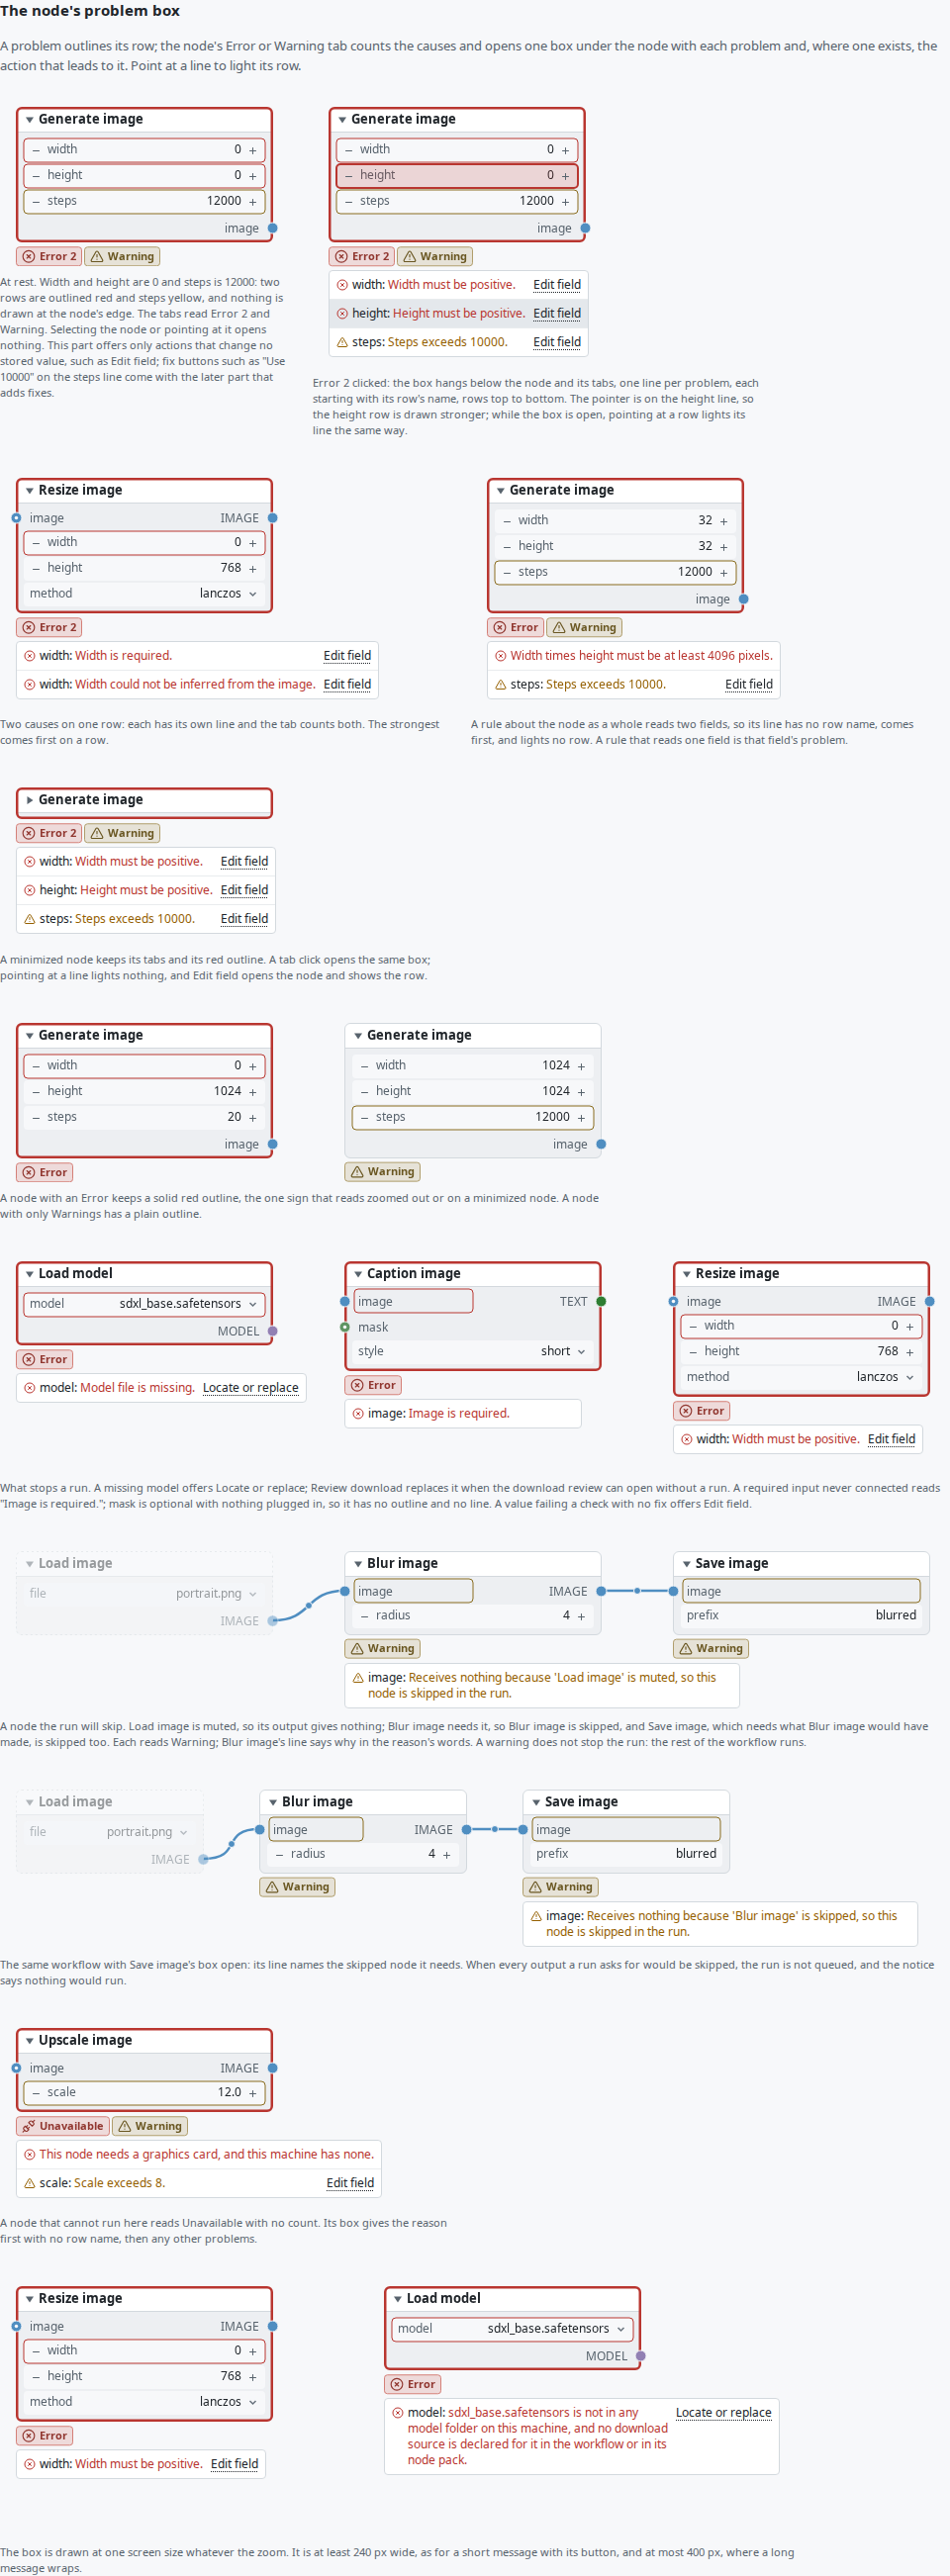 The node's problem box
A problem outlines its row; the node's Error or Warning tab counts the causes and opens one box under the node with each problem and, where one exists, the
action that leads to it. Point at a line to light its row.
Generate image
− width 0 +
− height 0 +
− steps 12000 +
image
Error 2 Warning
At rest. Width and height are 0 and steps is 12000: two
rows are outlined red and steps yellow, and nothing is
drawn at the node's edge. The tabs read Error 2 and
Warning. Selecting the node or pointing at it opens
nothing. This part offers only actions that change no
stored value, such as Edit field; fix buttons such as "Use
10000" on the steps line come with the later part that
adds fixes.
Generate image
− width 0 +
− height 0 +
− steps 12000 +
image
Error 2 Warning
width: Width must be positive. Edit field
height: Height must be positive. Edit field
steps: Steps exceeds 10000. Edit field
Error 2 clicked: the box hangs below the node and its tabs, one line per problem, each
starting with its row's name, rows top to bottom. The pointer is on the height line, so
the height row is drawn stronger; while the box is open, pointing at a row lights its
line the same way.
Resize image
image IMAGE
− width 0 +
− height 768 +
method lanczos
Error 2
width: Width is required. Edit field
width: Width could not be inferred from the image. Edit field
Two causes on one row: each has its own line and the tab counts both. The strongest
comes first on a row.
Generate image
− width 32 +
− height 32 +
− steps 12000 +
image
Error Warning
Width times height must be at least 4096 pixels.
steps: Steps exceeds 10000. Edit field
A rule about the node as a whole reads two fields, so its line has no row name, comes
first, and lights no row. A rule that reads one field is that field's problem.
Generate image
Error 2 Warning
width: Width must be positive. Edit field
height: Height must be positive. Edit field
steps: Steps exceeds 10000. Edit field
A minimized node keeps its tabs and its red outline. A tab click opens the same box;
pointing at a line lights nothing, and Edit field opens the node and shows the row.
Generate image
− width 0 +
− height 1024 +
− steps 20 +
image
Error
Generate image
− width 1024 +
− height 1024 +
− steps 12000 +
image
Warning
A node with an Error keeps a solid red outline, the one sign that reads zoomed out or on a minimized node. A node
with only Warnings has a plain outline.
Load model
model sdxl_base.safetensors
MODEL
Error
model: Model file is missing. Locate or replace
Caption image
image TEXT
mask
style short
Error
image: Image is required.
Resize image
image IMAGE
− width 0 +
− height 768 +
method lanczos
Error
width: Width must be positive. Edit field
What stops a run. A missing model offers Locate or replace; Review download replaces it when the download review can open without a run. A required input never connected reads
"Image is required."; mask is optional with nothing plugged in, so it has no outline and no line. A value failing a check with no fix offers Edit field.
Load image
file portrait.png
IMAGE
Blur image
image IMAGE
− radius 4 +
Warning
image: Receives nothing because 'Load image' is muted, so this
node is skipped in the run.
Save image
image
prefix blurred
Warning
A node the run will skip. Load image is muted, so its output gives nothing; Blur image needs it, so Blur image is skipped, and Save image, which needs what Blur image would have
made, is skipped too. Each reads Warning; Blur image's line says why in the reason's words. A warning does not stop the run: the rest of the workflow runs.
Load image
file portrait.png
IMAGE
Blur image
image IMAGE
− radius 4 +
Warning
Save image
image
prefix blurred
Warning
image: Receives nothing because 'Blur image' is skipped, so this
node is skipped in the run.
The same workflow with Save image's box open: its line names the skipped node it needs. When every output a run asks for would be skipped, the run is not queued, and the notice
says nothing would run.
Upscale image
image IMAGE
− scale 12.0 +
Unavailable Warning
This node needs a graphics card, and this machine has none.
scale: Scale exceeds 8. Edit field
A node that cannot run here reads Unavailable with no count. Its box gives the reason
first with no row name, then any other problems.
Resize image
image IMAGE
− width 0 +
− height 768 +
method lanczos
Error
width: Width must be positive. Edit field
Load model
model sdxl_base.safetensors
MODEL
Error
model: sdxl_base.safetensors is not in any Locate or replace
model folder on this machine, and no download
source is declared for it in the workflow or in its
node pack.
The box is drawn at one screen size whatever the zoom. It is at least 240 px wide, as for a short message with its button, and at most 400 px, where a long
message wraps.